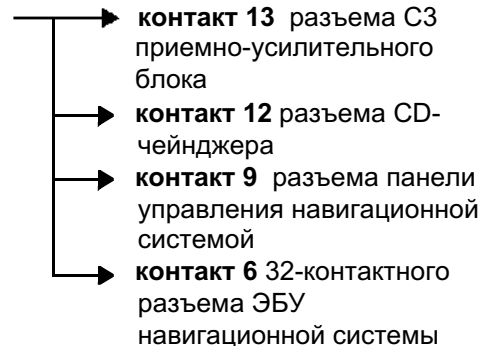 контакт 13 разъема С3
приемно-усилительного
блока
контакт 12 разъема CD-
чейнджера
контакт 9 разъема панели
управления навигационной
системой
контакт 6 32-контактного
разъема ЭБУ
навигационной системы